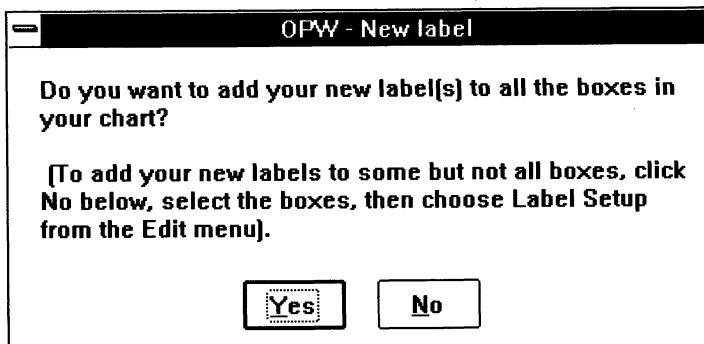 OPW - New label
Do you want to add your new label(s) to all the boxes in
your chart?
(To add your new labels to some but not all boxes, click
No below, select the boxes, then choose Label Setup
from the Edit menu).
Yes No